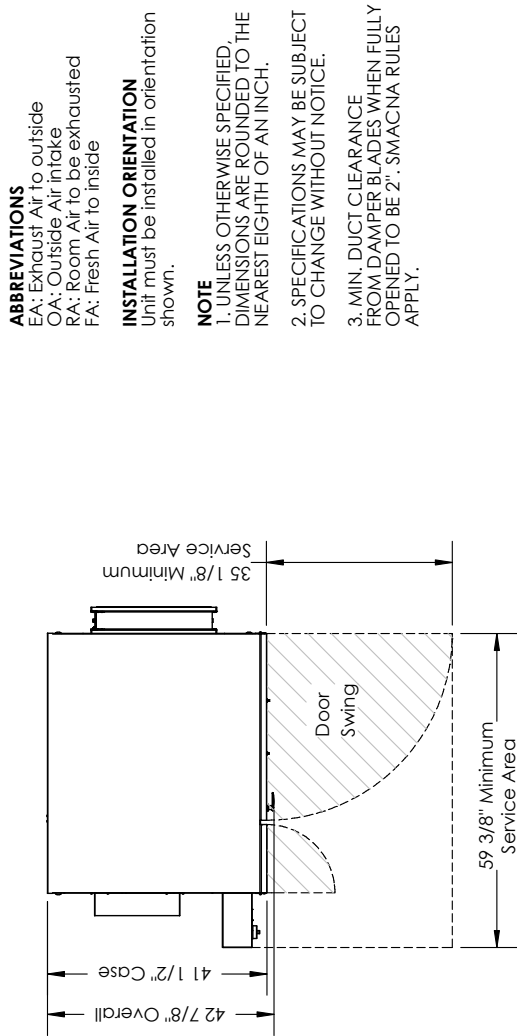 ABBREVIATIONS
EA: Exhaust Air to outside
OA: Outside Air intake
RA: Room Air to be exhausted
FA: Fresh Air to inside
INSTALLATION ORIENTATION
Unit must be installed in orientation
shown.
NOTE
1. UNLESS OTHERWISE SPECIFIED,
DIMENSIONS ARE ROUNDED TO THE
NEAREST EIGHTH OF AN INCH.
2. SPECIFICATIONS MAY BE SUBJECT
TO CHANGE WITHOUT NOTICE.
3. MIN. DUCT CLEARANCE
FROM DAMPER BLADES WHEN FULLY
OPENED TO BE 2". SMACNA RULES
APPLY.
42 7/8" Overall
41 1/2" Case
35 1/8" Minimum
Service Area
Door
Swing
59 3/8" Minimum
Service Area